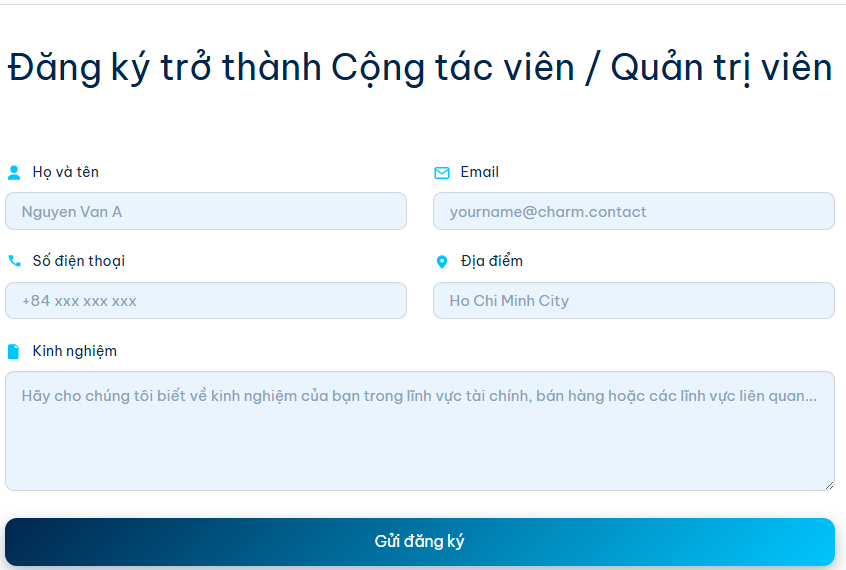 Đăng ký trở thành Cộng tác viên / Quản trị viên
Họ và tên
Email
Nguyen Van A
yourname@charm.contact
Số điện thoại
Địa điểm
+84 xxx xxx xxx
Ho Chi Minh City
Kinh nghiệm
Hãy cho chúng tôi biết về kinh nghiệm của bạn trong lĩnh vực tài chính, bán hàng hoặc các lĩnh vực liên quan...
Gửi đăng ký